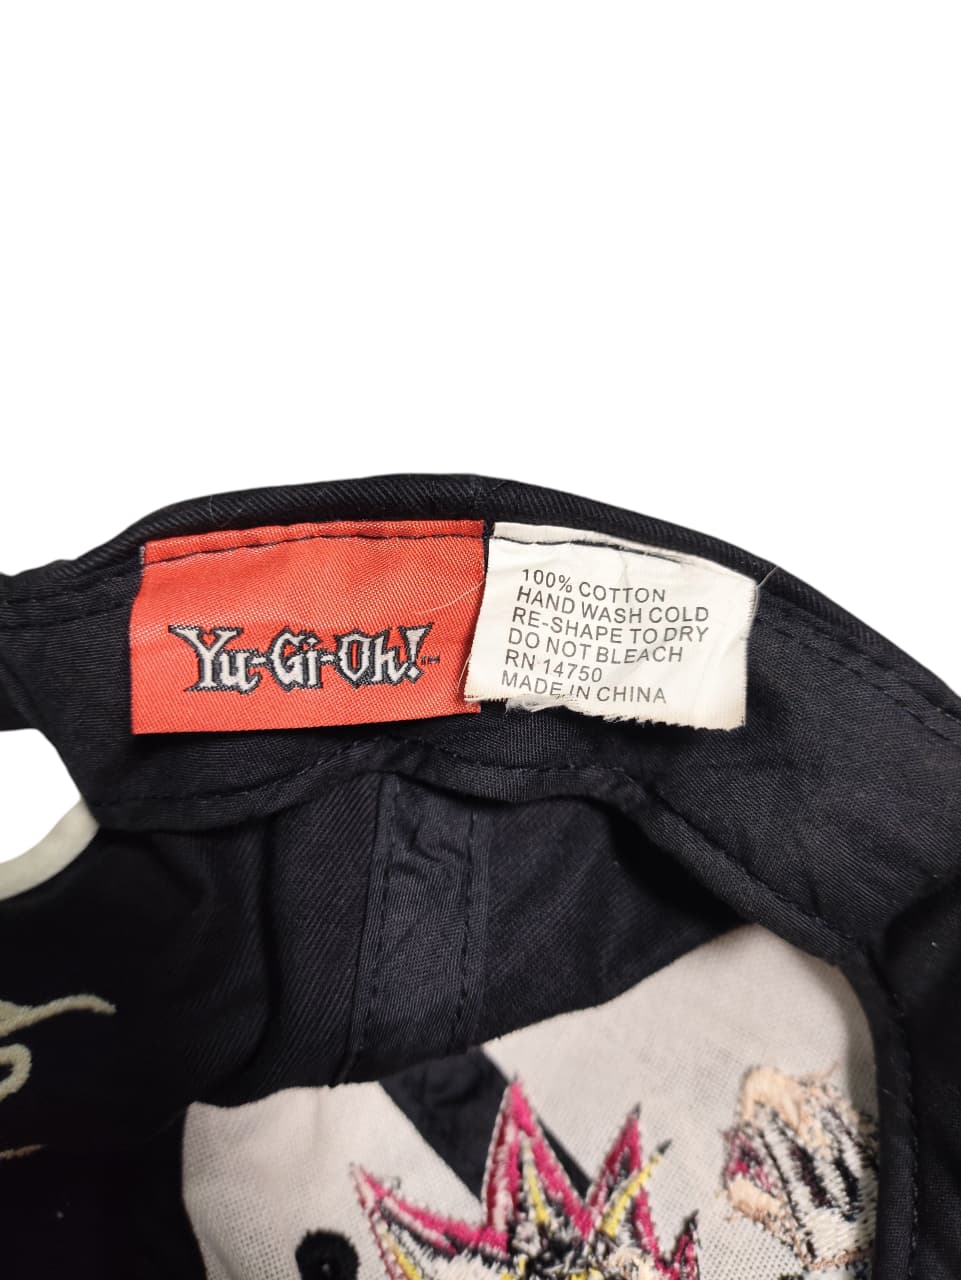 Yu-Gi-Oh!
100% COTTON
HAND WASH COLD
RE-SHAPE TO DRY
DO NOT BLEACH
RN 14750
MADE IN CHINA